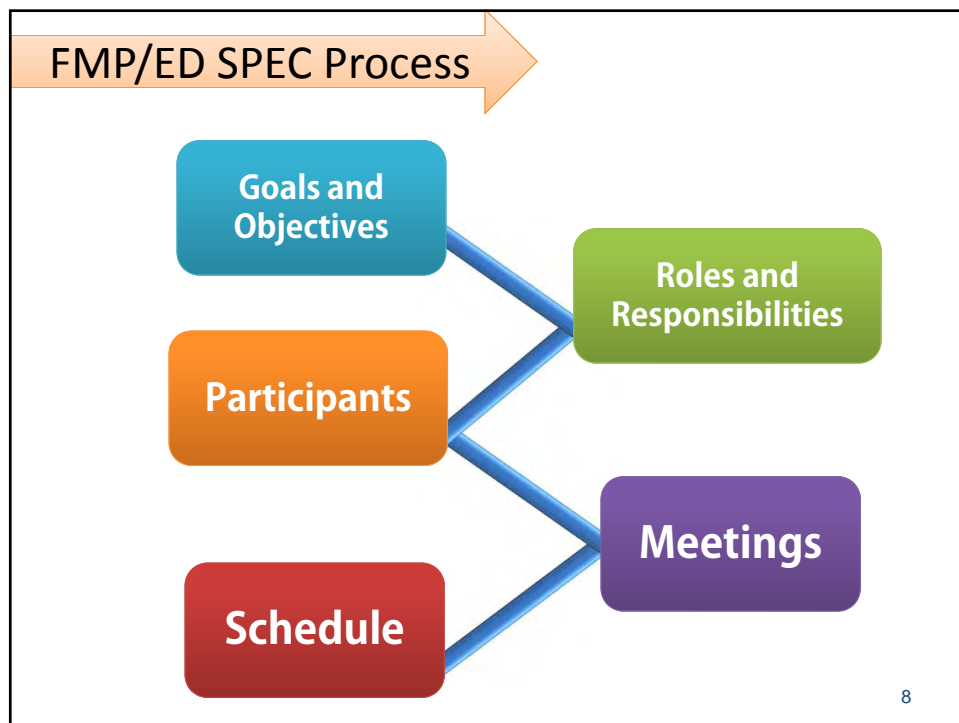 FMP/ED SPEC Process
Goals and
Objectives
Roles and
Responsibilities
Participants
Meetings
Schedule
8